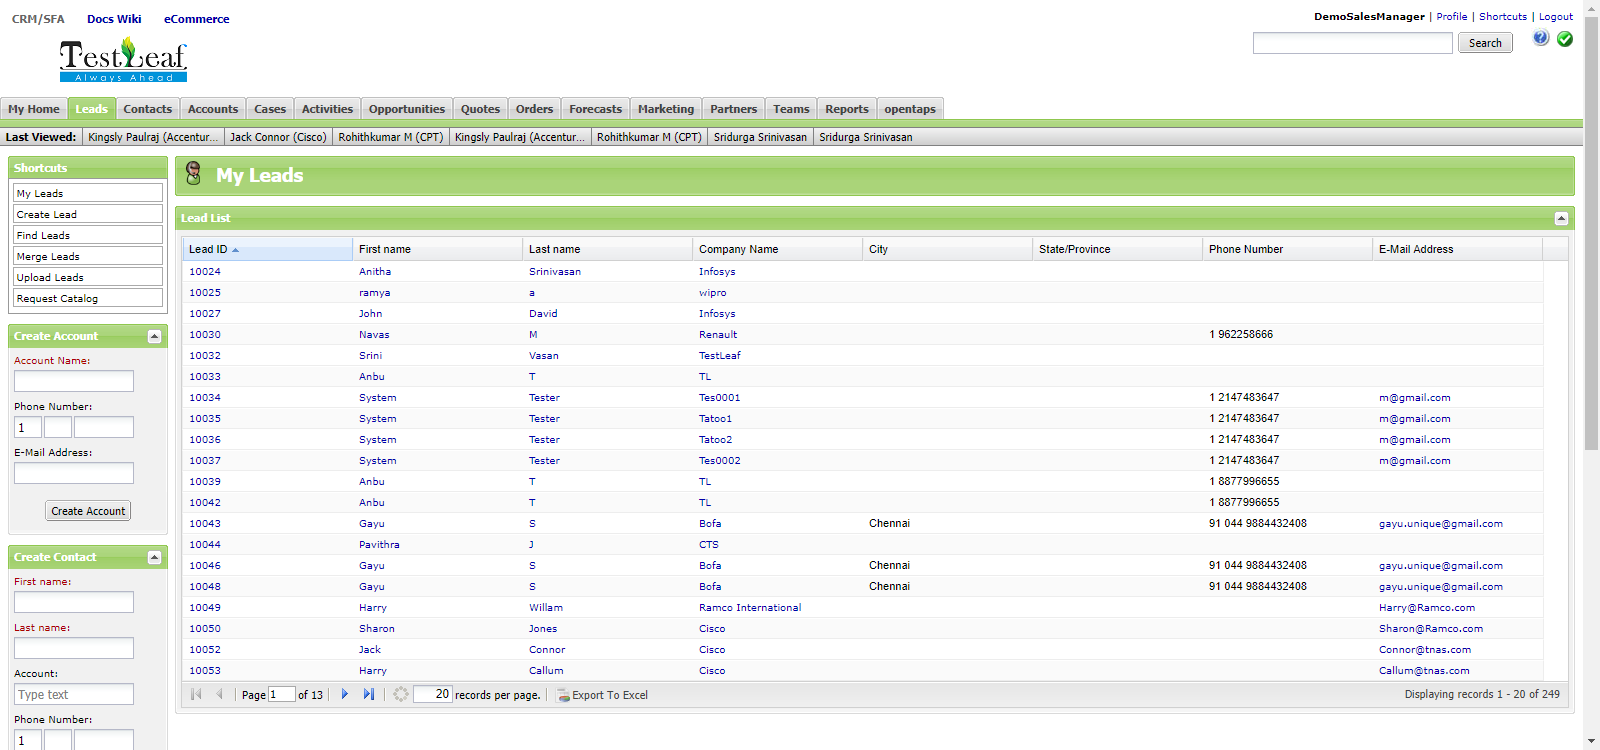 CRM/SFA Docs Wiki eCommerce
DemoSalesManager | Profile | Shortcuts | Logout
TestLeaf
Always Ahead
Search
My Home Leads Contacts Accounts Cases Activities Opportunities Quotes Orders Forecasts Marketing Partners Teams Reports opentaps
Last Viewed: Kingsly Paulraj (Accentur... Jack Connor (Cisco) Rohithkumar M (CPT) Kingsly Paulraj (Accentur... Rohithkumar M (CPT) Sridurga Srinivasan Sridurga Srinivasan
Shortcuts
My Leads
Create Lead
Find Leads
Merge Leads
Upload Leads
Request Catalog
Create Account
Account Name:
Phone Number:
1
E-Mail Address:
Create Account
Create Contact
First name:
Last name:
Account:
Type text
Phone Number:
1
My Leads
Lead List
Lead ID First name Last name Company Name City State/Province Phone Number E-Mail Address
10024 Anitha Srinivasan Infosys
10025 ramya a wipro
10027 John David Infosys
10030 Navas M Renault 1 962258666
10032 Srini Vasan TestLeaf
10033 Anbu T TL
10034 System Tester Tes0001 1 2147483647 m@gmail.com
10035 System Tester Tatoo1 1 2147483647 m@gmail.com
10036 System Tester Tatoo2 1 2147483647 m@gmail.com
10037 System Tester Tes0002 1 2147483647 m@gmail.com
10039 Anbu T TL 1 8877996655
10042 Anbu T TL 1 8877996655
10043 Gayu S Bofa Chennai 91 044 9884432408 gayu.unique@gmail.com
10044 Pavithra J CTS
10046 Gayu S Bofa Chennai 91 044 9884432408 gayu.unique@gmail.com
10048 Gayu S Bofa Chennai 91 044 9884432408 gayu.unique@gmail.com
10049 Harry Willam Ramco International Harry@Ramco.com
10050 Sharon Jones Cisco Sharon@Ramco.com
10052 Jack Connor Cisco Connor@tnas.com
10053 Harry Callum Cisco Callum@tnas.com
Page 1 of 13 20 records per page. Export To Excel Displaying records 1 - 20 of 249